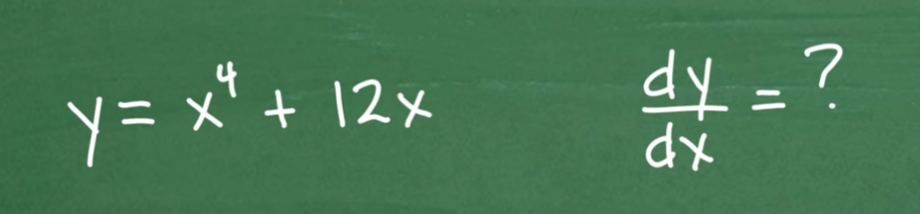 y = x⁴ + 12x    dy/dx = ?